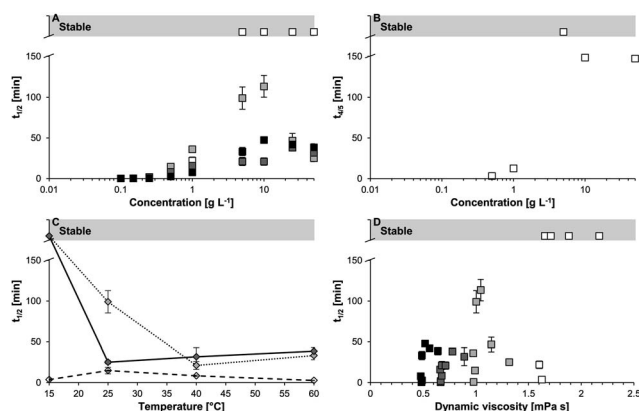 A
Stable
150
100
50
0
t1/2 [min]
0.01 0.1 1 10
Concentration [g L-1]
B
Stable
150
100
50
0
t4/5 [min]
0.01 0.1 1 10
Concentration [g L-1]
C
Stable
150
100
50
0
t1/2 [min]
15 20 25 30 35 40 45 50 55 60
Temperature [°C]
D
Stable
150
100
50
0
t1/2 [min]
0 0.5 1 1.5 2 2.5
Dynamic viscosity [mPa s]